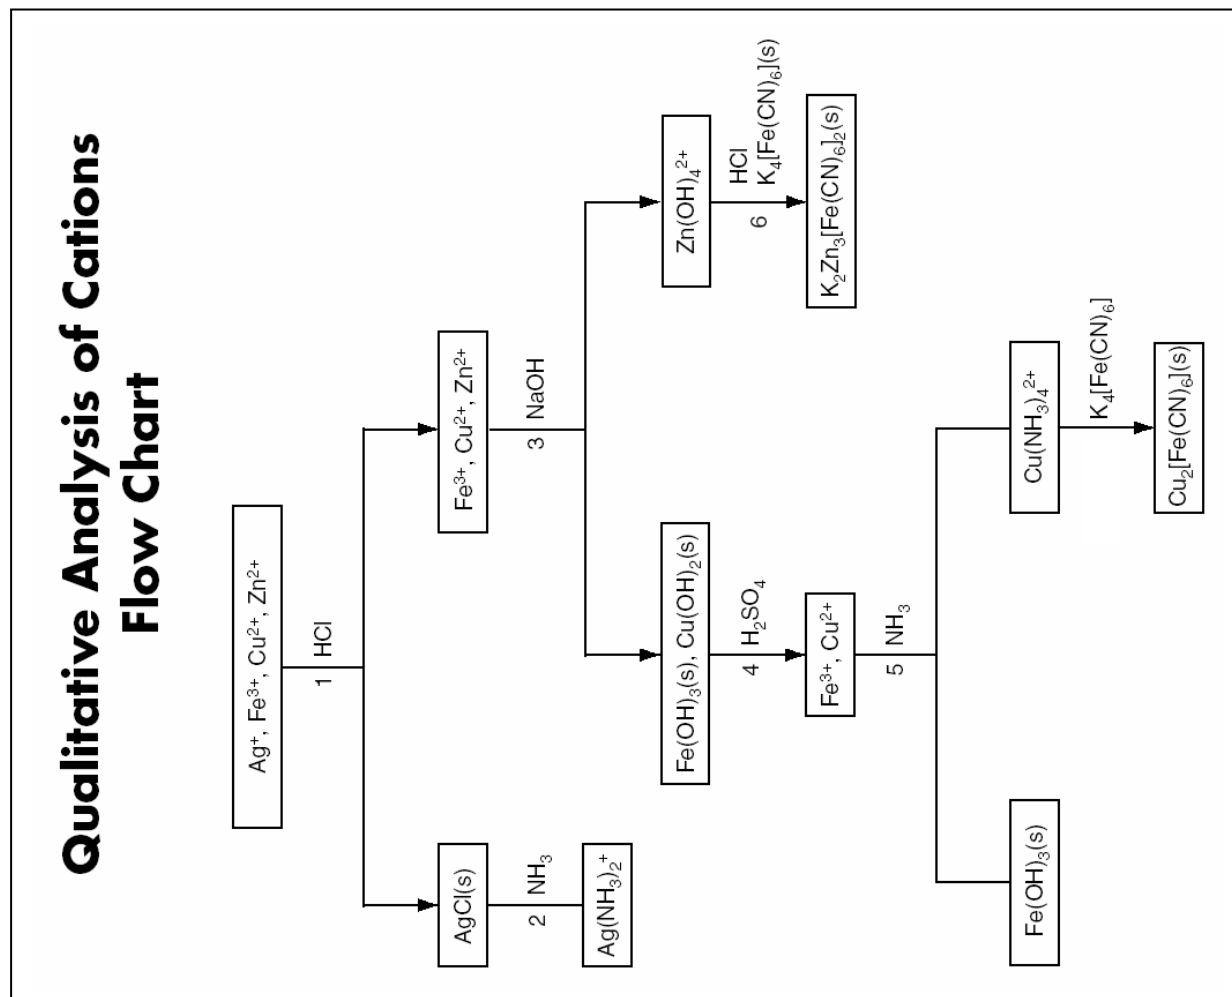 Qualitative Analysis of Cations
Flow Chart
Ag⁺, Fe³⁺, Cu²⁺, Zn²⁺
1 HCl
AgCl(s)
Fe³⁺, Cu²⁺, Zn²⁺
2 NH₃
3 NaOH
Ag(NH₃)₂⁺
Fe(OH)₃(s), Cu(OH)₂(s)
Zn(OH)₄²⁺
4 H₂SO₄
6 HCl
K₄[Fe(CN)₆](s)
Fe³⁺, Cu²⁺
K₂Zn₃[Fe(CN)₆]₂(s)
5 NH₃
Fe(OH)₃(s)
Cu(NH₃)₄²⁺
K₄[Fe(CN)₆]
Cu₂[Fe(CN)₆](s)